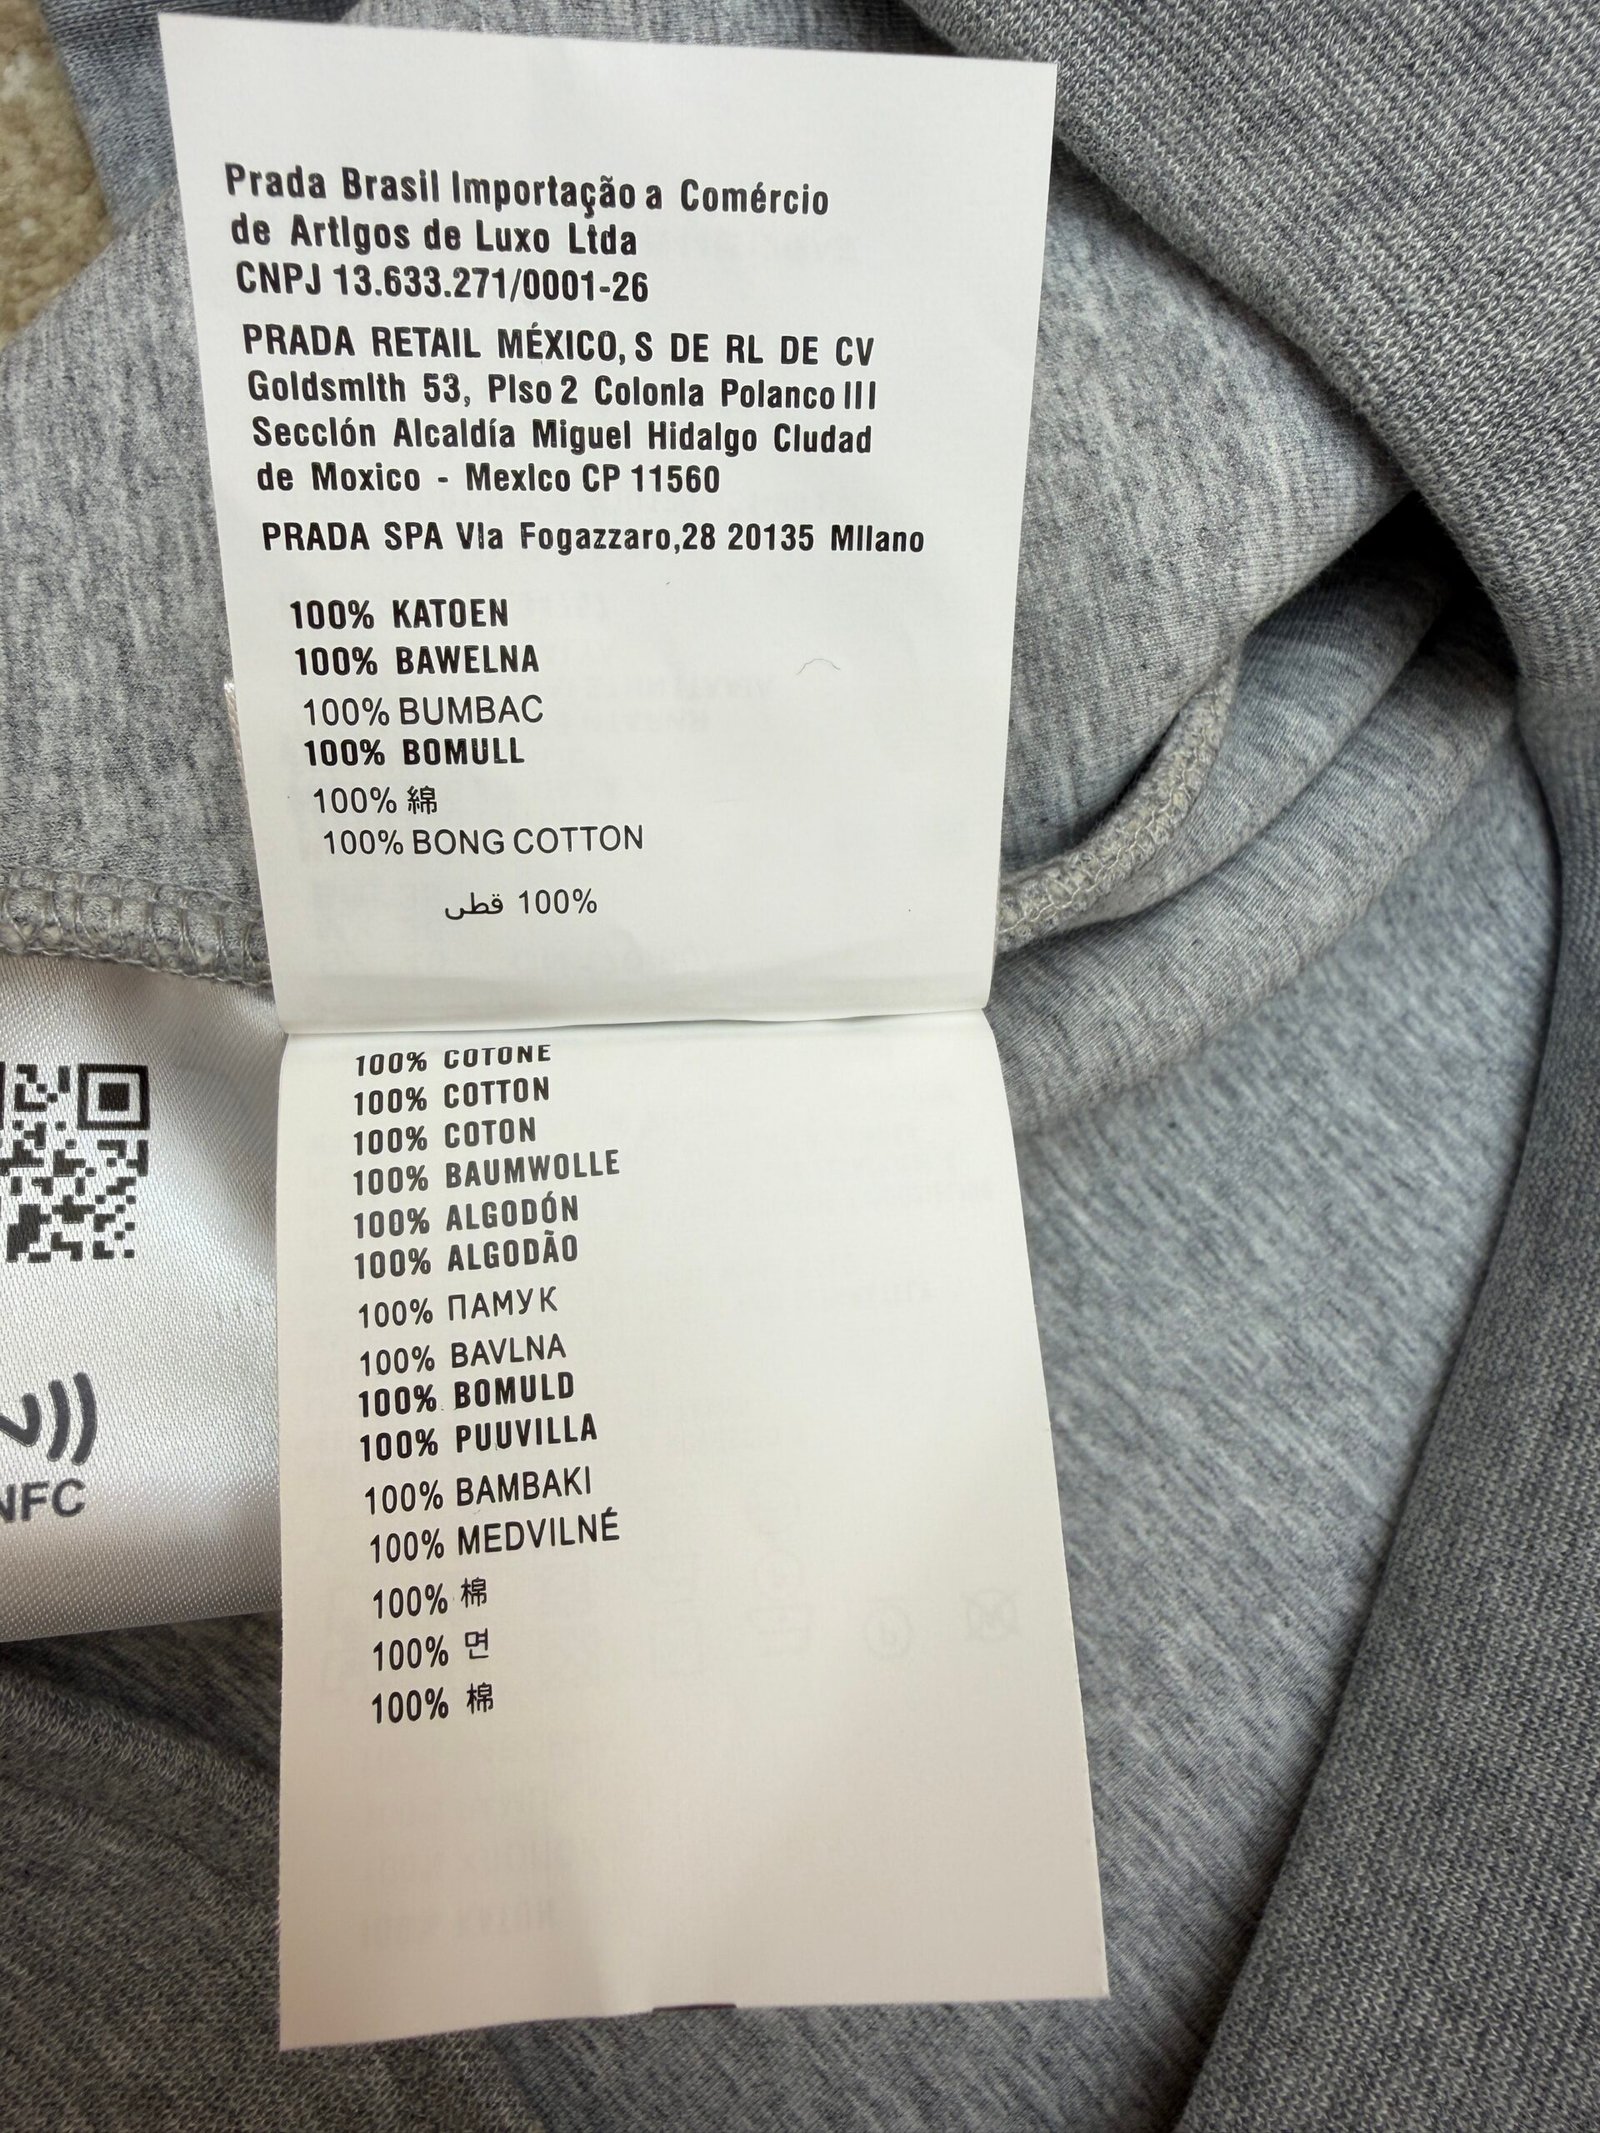 Prada Brasil Importação a Comércio
de Artlgos de Luxo Ltda
CNPJ 13.633.271/0001-26
PRADA RETAIL MÉXICO, S DE RL DE CV
Goldsmlth 53, Plso 2 Colonla Polanco III
Secclón Alcaldía Miguel Hidalgo Cludad
de Moxico - Mexlco CP 11560
PRADA SPA Vla Fogazzaro,28 20135 Mllano
100% KATOEN
100% BAWELNA
100% BUMBAC
100% BOMULL
100% 綿
100% BONG COTTON
100% قطن
100% COTONE
100% COTTON
100% COTON
100% BAUMWOLLE
100% ALGODÓN
100% ALGODÃO
100% ПАМУК
100% BAVLNA
100% BOMULD
100% PUUVILLA
100% BAMBAKI
100% MEDVILNÉ
100% 棉
100% 면
100% 棉
NFC